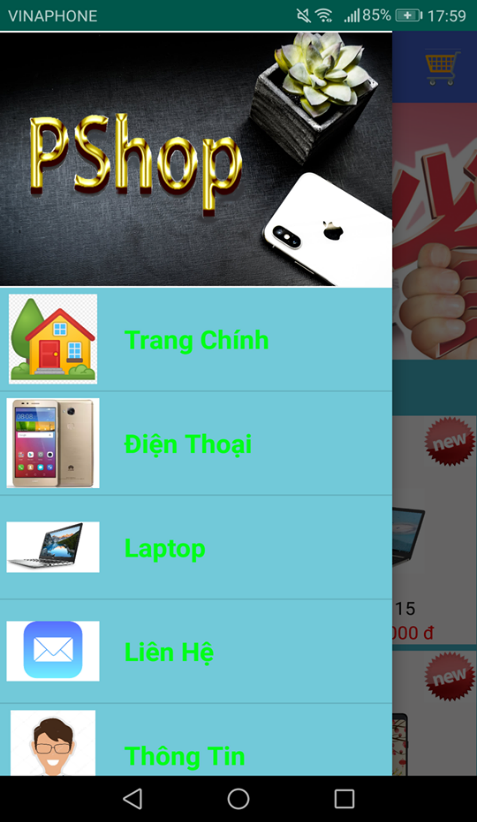 VINAPHONE 85% 17:59
PShop
Trang Chính
Điện Thoại
new
Laptop
15
000 đ
Liên Hệ
new
Thông Tin